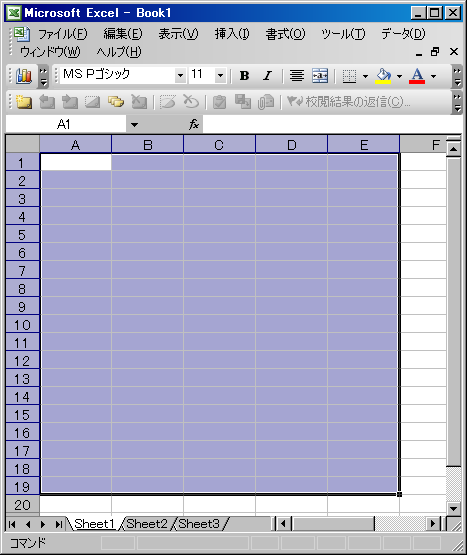 Microsoft Excel - Book1
ファイル(F) 編集(E) 表示(V) 挿入(I) 書式(O) ツール(T) データ(D)
ウィンドウ(W) ヘルプ(H)
MS Pゴシック 11 B I A
校閲結果の返信(C)...
A1 fx
A B C D E F
1
2
3
4
5
6
7
8
9
10
11
12
13
14
15
16
17
18
19
20
Sheet1 Sheet2 Sheet3
コマンド